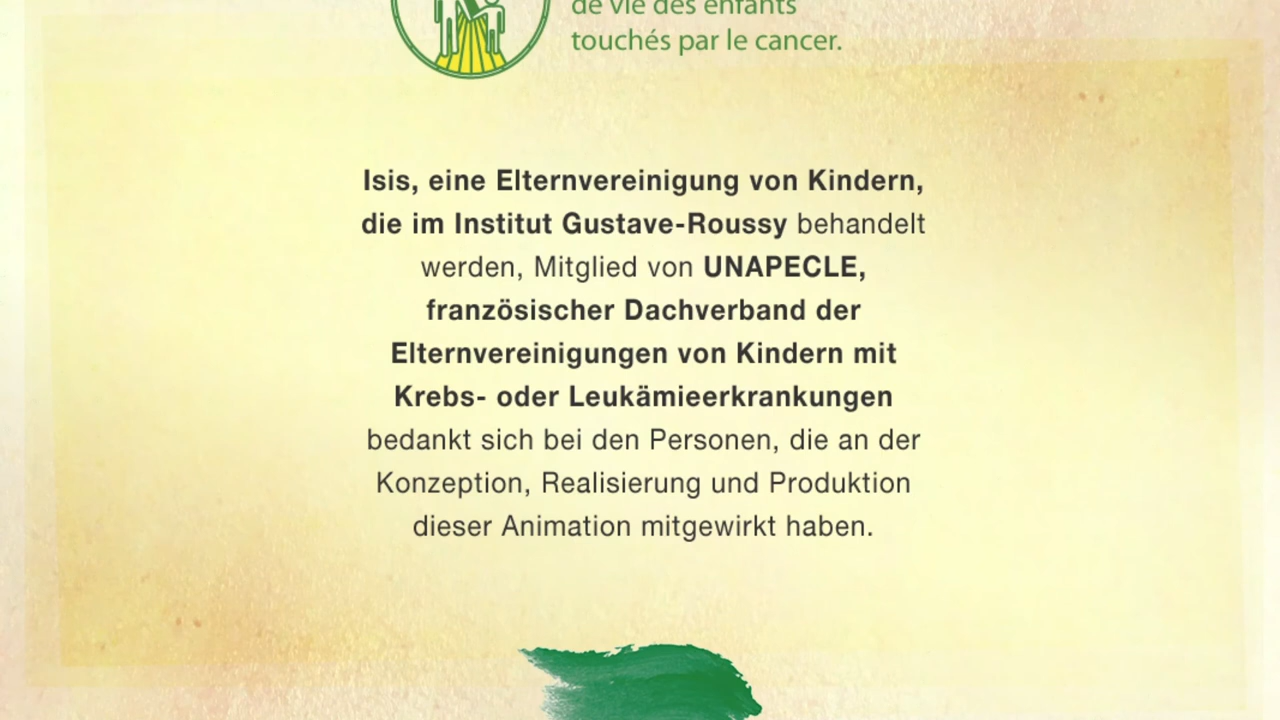 de vie des enfants
touchés par le cancer.
Isis, eine Elternvereinigung von Kindern,
die im Institut Gustave-Roussy behandelt
werden, Mitglied von UNAPECLE,
französischer Dachverband der
Elternvereinigungen von Kindern mit
Krebs- oder Leukämieerkrankungen
bedankt sich bei den Personen, die an der
Konzeption, Realisierung und Produktion
dieser Animation mitgewirkt haben.